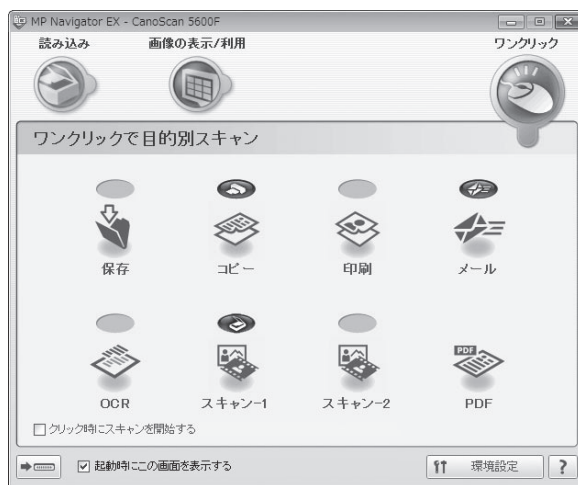 MP Navigator EX - CanoScan 5600F
読み込み
画像の表示/利用
ワンクリック
ワンクリックで目的別スキャン
保存
コピー
印刷
メール
PDF
OCR
スキャン-1
スキャン-2
PDF
クリック時にスキャンを開始する
起動時にこの画面を表示する
環境設定
?